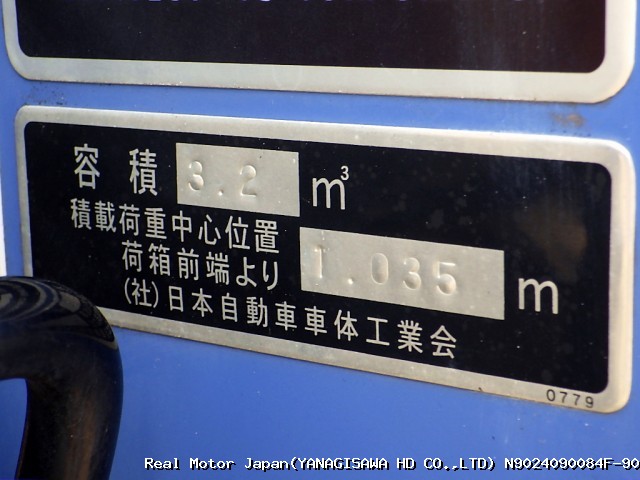 容積 3.2 m³
積載荷重中心位置
荷箱前端より 1.035 m
(社)日本自動車車体工業会
0779
Real Motor Japan(YANAGISAWA HD CO.,LTD) N9024090084F-90